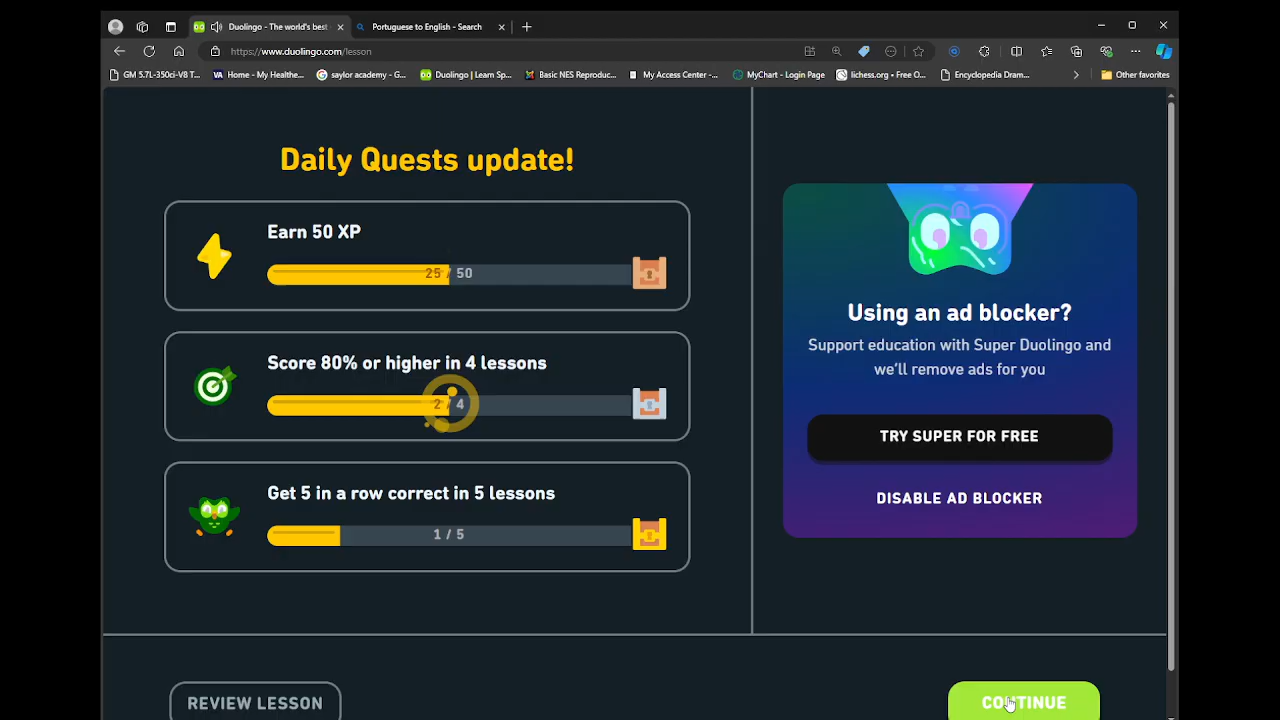 Duolingo - The world's best
Portuguese to English - Search
https://www.duolingo.com/lesson
GM 5.7L-350ci-V8 T...
Home - My Healthe...
saylor academy - G...
Duolingo | Learn Sp...
Basic NES Reproduc...
My Access Center -...
MyChart - Login Page
lichess.org • Free O...
Encyclopedia Dram...
Other favorites
Daily Quests update!
Earn 50 XP
25 / 50
Score 80% or higher in 4 lessons
2 / 4
Get 5 in a row correct in 5 lessons
1 / 5
Using an ad blocker?
Support education with Super Duolingo and
we'll remove ads for you
TRY SUPER FOR FREE
DISABLE AD BLOCKER
REVIEW LESSON
CONTINUE